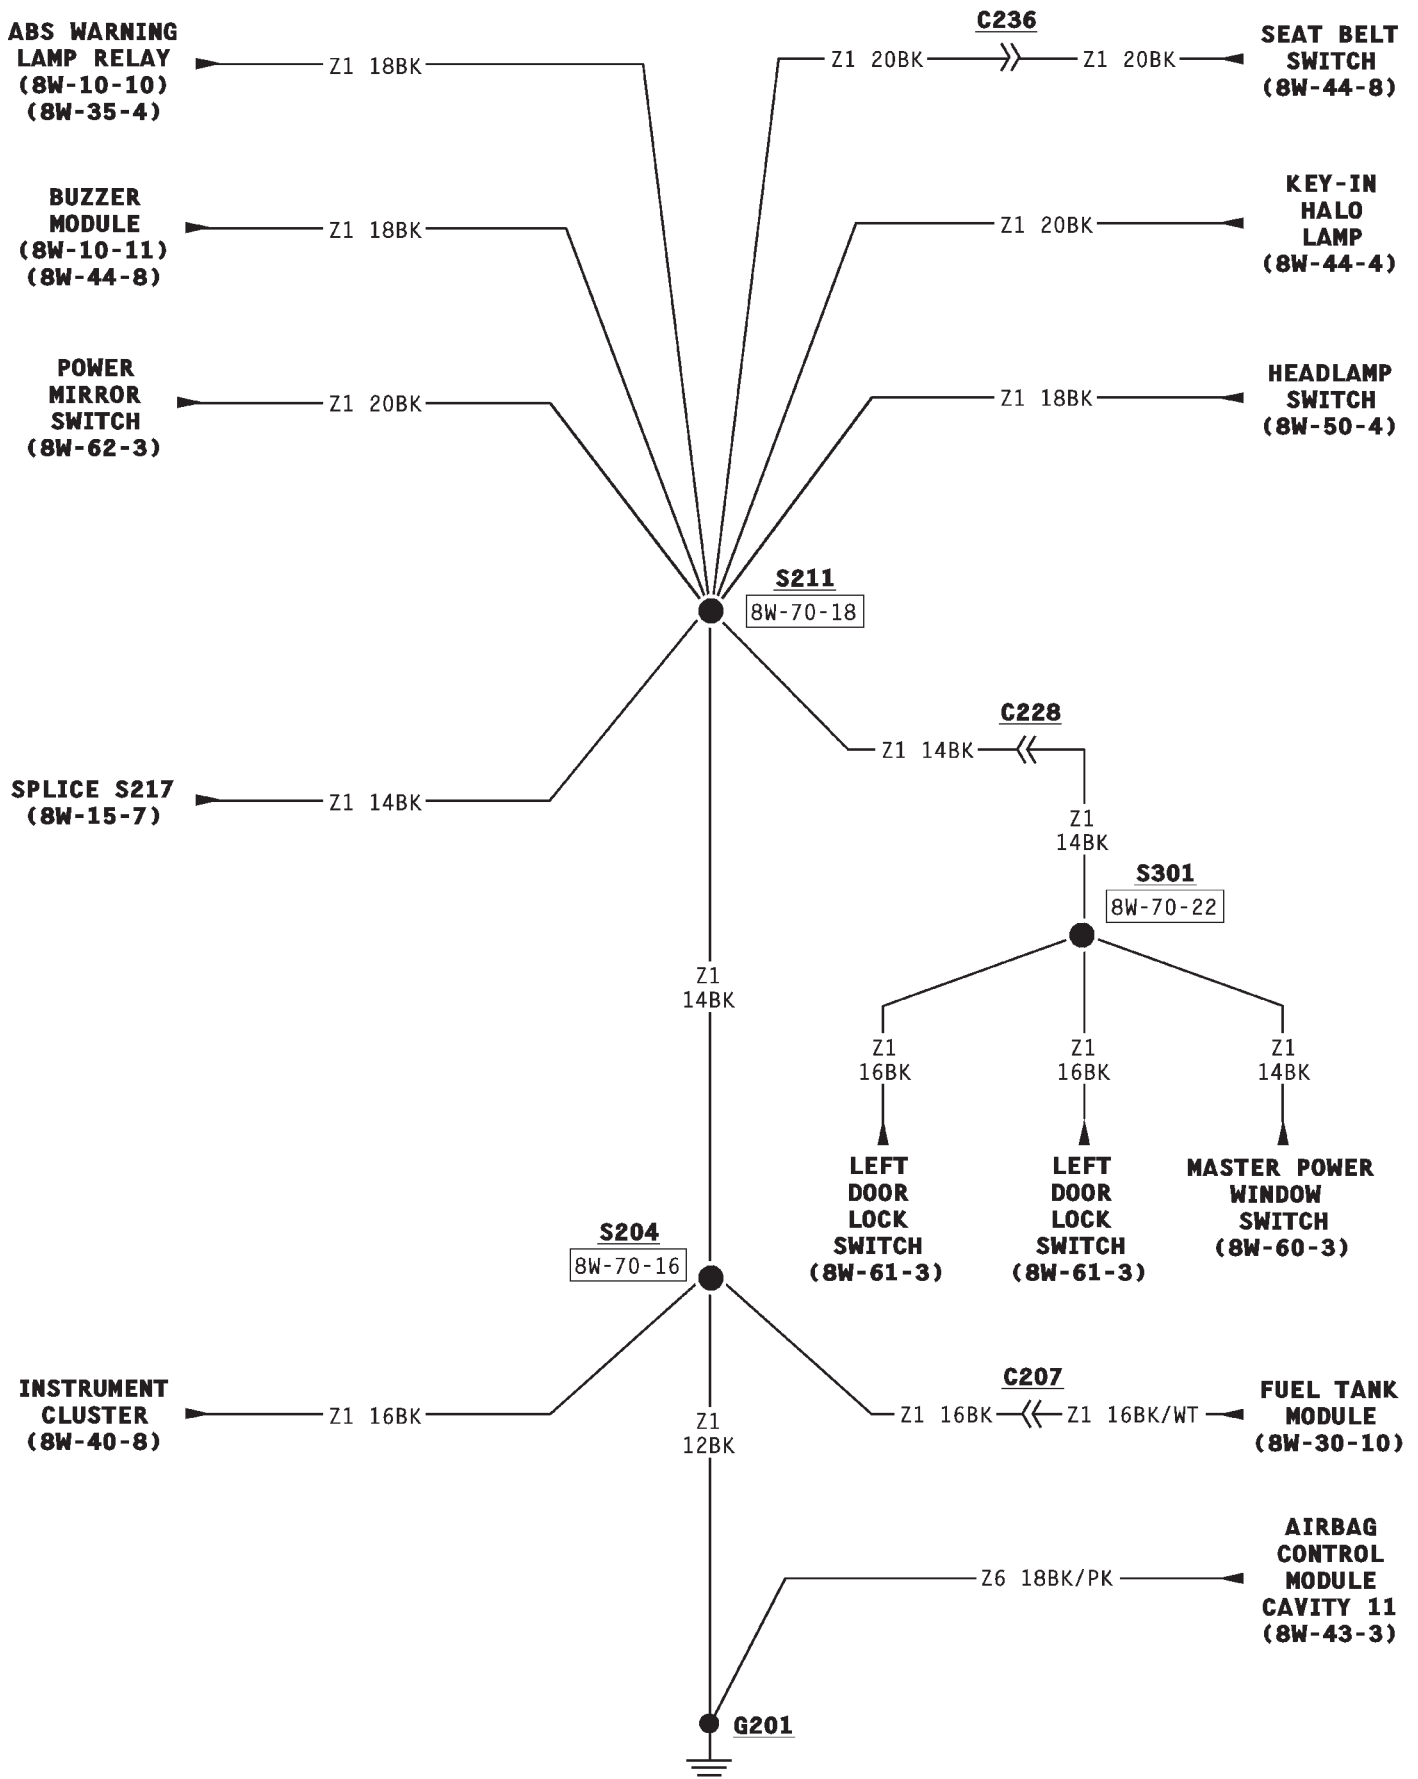 ABS WARNING
LAMP RELAY
(8W-10-10)
(8W-35-4)
Z1 18BK
C236
Z1 20BK
Z1 20BK
SEAT BELT
SWITCH
(8W-44-8)
BUZZER
MODULE
(8W-10-11)
(8W-44-8)
Z1 18BK
Z1 20BK
KEY-IN
HALO
LAMP
(8W-44-4)
POWER
MIRROR
SWITCH
(8W-62-3)
Z1 20BK
Z1 18BK
HEADLAMP
SWITCH
(8W-50-4)
S211
8W-70-18
SPLICE S217
(8W-15-7)
Z1 14BK
C228
Z1 14BK
Z1
14BK
S301
8W-70-22
Z1
14BK
Z1
16BK
Z1
16BK
Z1
14BK
LEFT
DOOR
LOCK
SWITCH
(8W-61-3)
LEFT
DOOR
LOCK
SWITCH
(8W-61-3)
MASTER POWER
WINDOW
SWITCH
(8W-60-3)
S204
8W-70-16
INSTRUMENT
CLUSTER
(8W-40-8)
Z1 16BK
Z1
12BK
C207
Z1 16BK
Z1 16BK/WT
FUEL TANK
MODULE
(8W-30-10)
Z6 18BK/PK
AIRBAG
CONTROL
MODULE
CAVITY 11
(8W-43-3)
G201